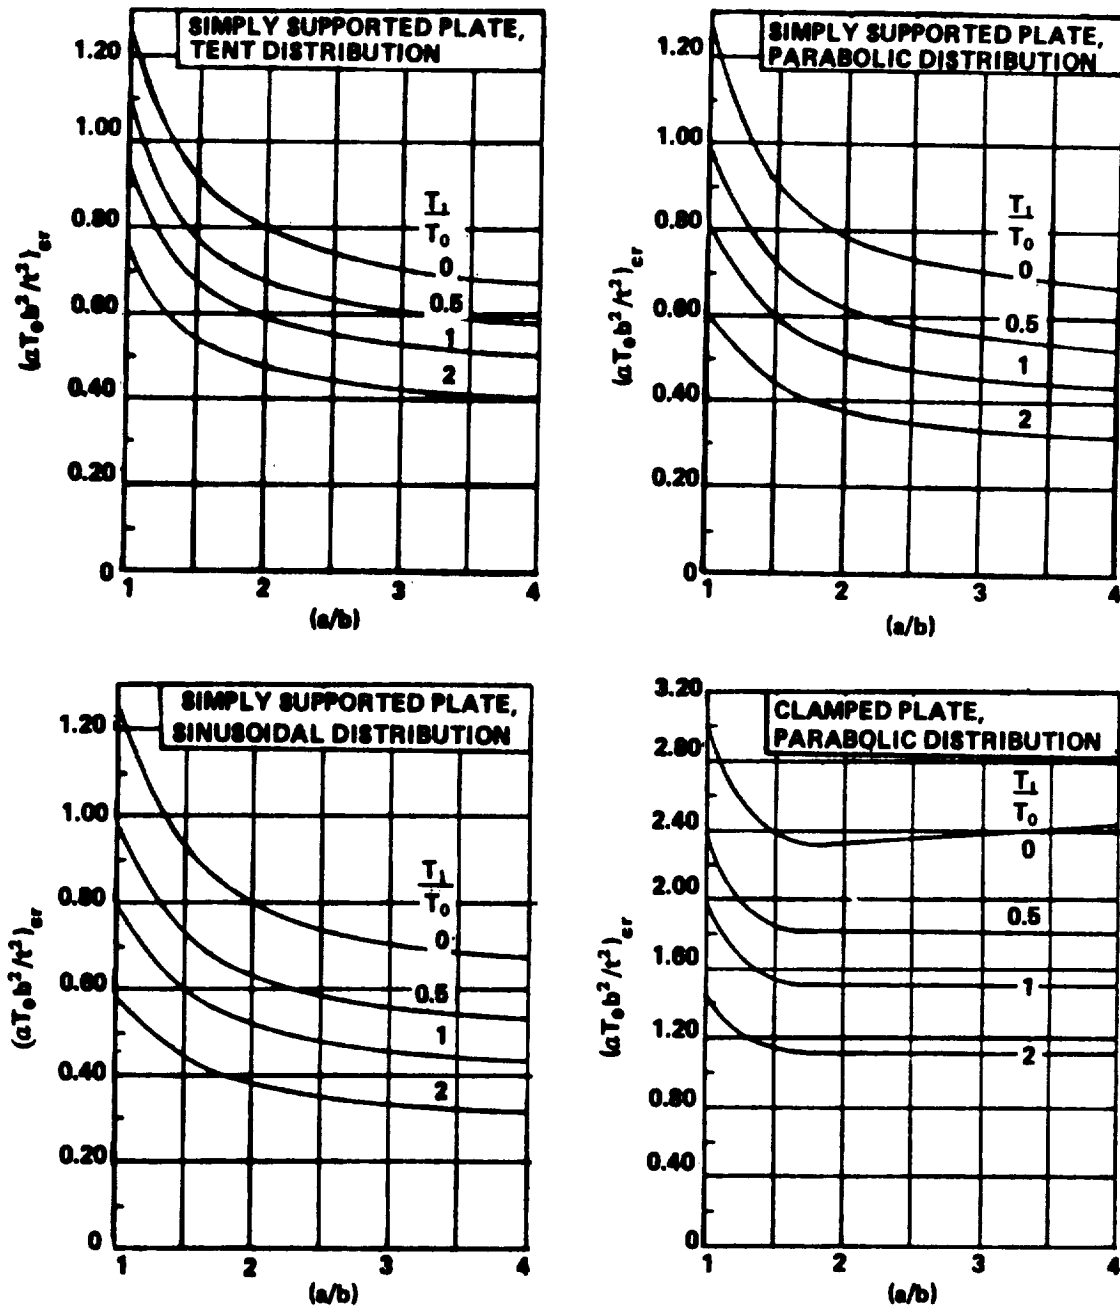 SIMPLY SUPPORTED PLATE,
TENT DISTRIBUTION
1.20
1.00
0.80
0.60
0.40
0.20
0
(αT₀b²/t²)cr
T₁
T₀
0
0.5
1
2
1
2
3
4
(a/b)
SIMPLY SUPPORTED PLATE,
PARABOLIC DISTRIBUTION
1.20
1.00
0.80
0.60
0.40
0.20
0
(αT₀b²/t²)cr
T₁
T₀
0
0.5
1
2
1
2
3
4
(a/b)
SIMPLY SUPPORTED PLATE,
SINUSOIDAL DISTRIBUTION
1.20
1.00
0.80
0.60
0.40
0.20
0
((αT₀b²/t²)cr
T₁
T₀
0
0.5
1
2
1
2
3
4
(a/b)
CLAMPED PLATE,
PARABOLIC DISTRIBUTION
3.20
2.80
2.40
2.00
1.60
1.20
0.80
0.40
0
(αT₀b²/t²)cr
T₁
T₀
0
0.5
1
2
1
2
3
4
(a/b)